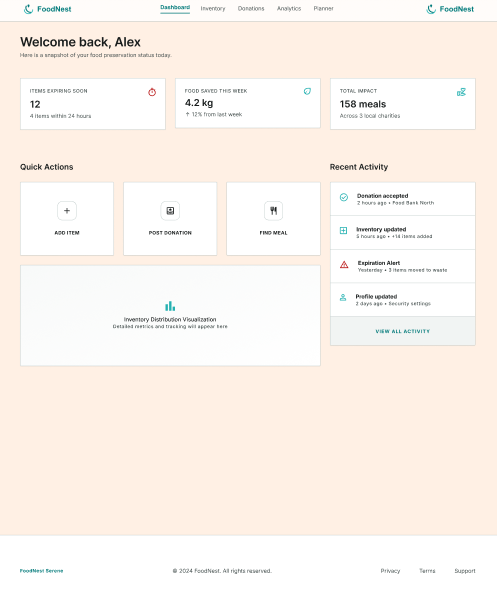 FoodNest
Dashboard
Inventory
Donations
Analytics
Planner
FoodNest
Welcome back, Alex
Here is a snapshot of your food preservation status today.
ITEMS EXPIRING SOON
12
4 items within 24 hours
FOOD SAVED THIS WEEK
4.2 kg
↑ 12% from last week
TOTAL IMPACT
158 meals
Across 3 local charities
Quick Actions
ADD ITEM
POST DONATION
FIND MEAL
Inventory Distribution Visualization
Detailed metrics and tracking will appear here
Recent Activity
Donation accepted
2 hours ago • Food Bank North
Inventory updated
5 hours ago • +14 items added
Expiration Alert
Yesterday • 3 items moved to waste
Profile updated
2 days ago • Security settings
VIEW ALL ACTIVITY
FoodNest Serene
© 2024 FoodNest. All rights reserved.
Privacy
Terms
Support